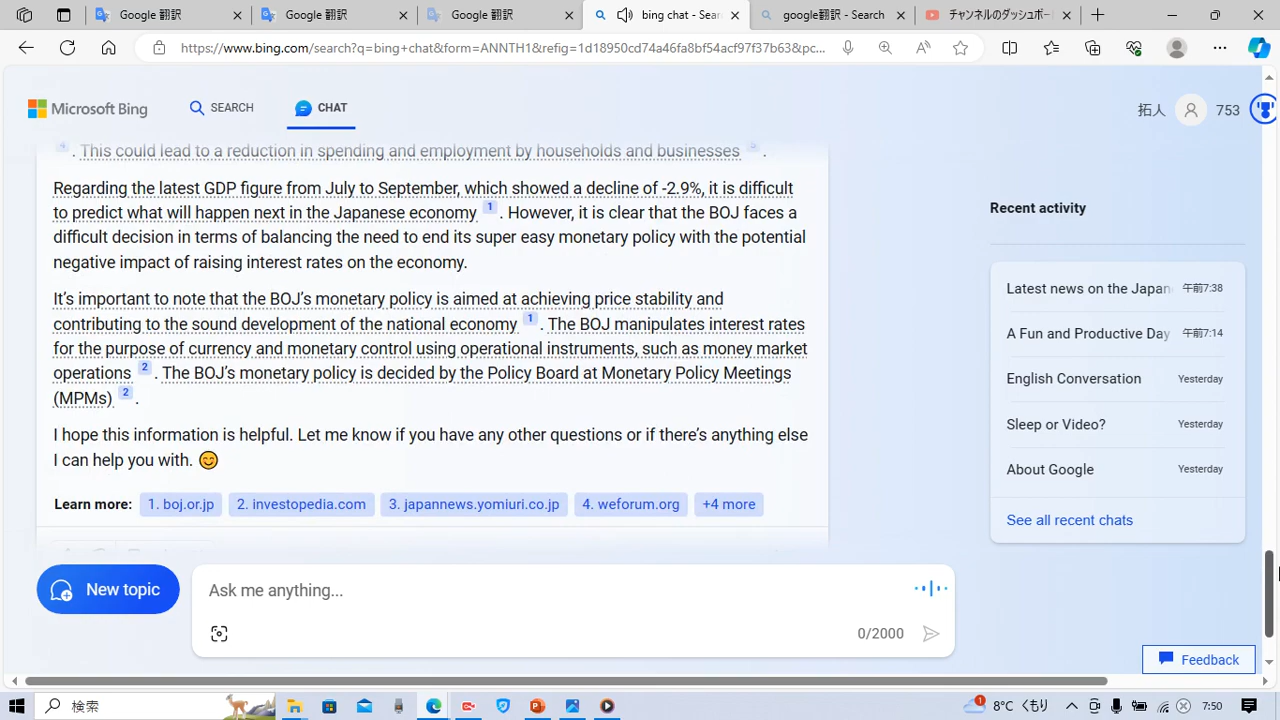 Google 翻訳
Google 翻訳
Google 翻訳
bing chat - Sear
google翻訳 - Search
チャンネルのダッシュボー
https://www.bing.com/search?q=bing+chat&form=ANNTH1&refig=1d18950cd74a46fa8bf54acf97f37b63&pc...
Microsoft Bing
SEARCH
CHAT
拓人
753
4 . This could lead to a reduction in spending and employment by households and businesses .
Regarding the latest GDP figure from July to September, which showed a decline of -2.9%, it is difficult
to predict what will happen next in the Japanese economy 1 . However, it is clear that the BOJ faces a
difficult decision in terms of balancing the need to end its super easy monetary policy with the potential
negative impact of raising interest rates on the economy.
It's important to note that the BOJ's monetary policy is aimed at achieving price stability and
contributing to the sound development of the national economy 1 . The BOJ manipulates interest rates
for the purpose of currency and monetary control using operational instruments, such as money market
operations 2 . The BOJ's monetary policy is decided by the Policy Board at Monetary Policy Meetings
(MPMs) 2 .
I hope this information is helpful. Let me know if you have any other questions or if there's anything else
I can help you with. 😊
Learn more: 1. boj.or.jp 2. investopedia.com 3. japannews.yomiuri.co.jp 4. weforum.org +4 more
New topic
Ask me anything...
0/2000
Recent activity
Latest news on the Japan 午前7:38
A Fun and Productive Day 午前7:14
English Conversation Yesterday
Sleep or Video? Yesterday
About Google Yesterday
See all recent chats
Feedback
検索
1
8°C くもり
7:50